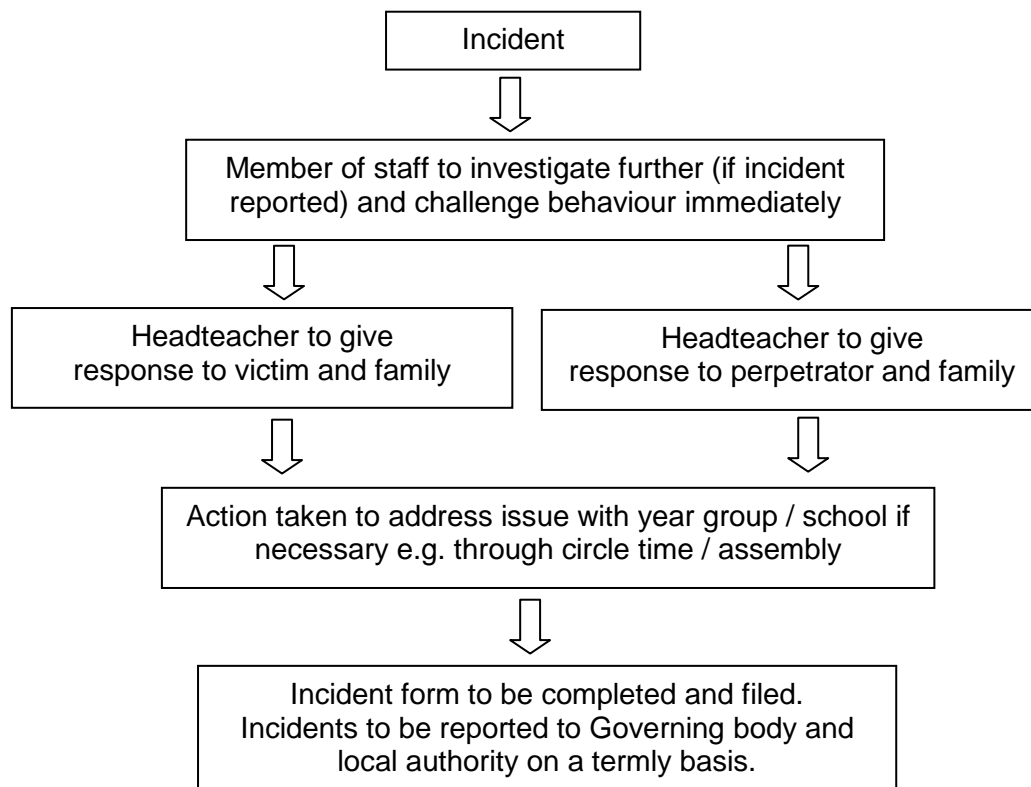 Incident
Member of staff to investigate further (if incident
reported) and challenge behaviour immediately
Headteacher to give
response to victim and family
Headteacher to give
response to perpetrator and family
Action taken to address issue with year group / school if
necessary e.g. through circle time / assembly
Incident form to be completed and filed.
Incidents to be reported to Governing body and
local authority on a termly basis.